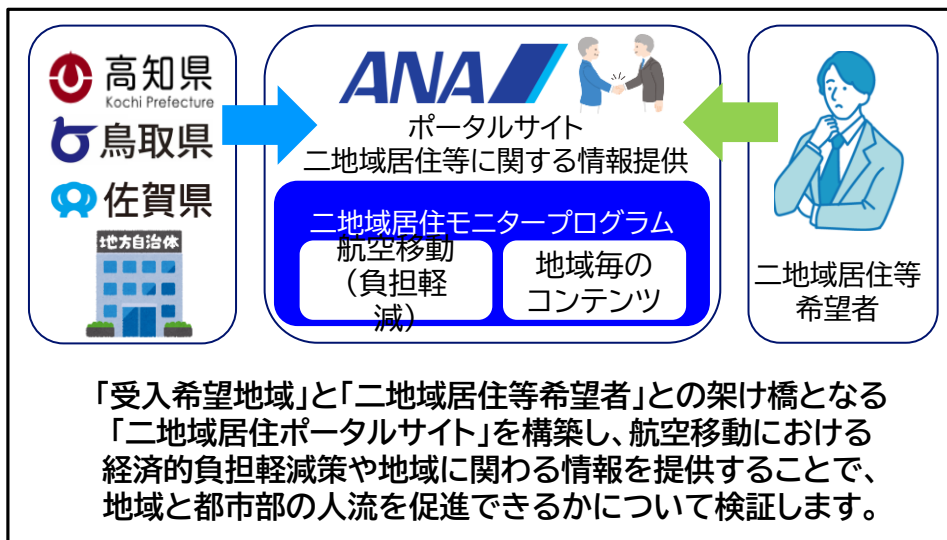 高知県
Kochi Prefecture
鳥取県
佐賀県
地方自治体
ANA
ポータルサイト
二地域居住等に関する情報提供
二地域居住モニタープログラム
航空移動
(負担軽
減)
地域毎の
コンテンツ
二地域居住等
希望者
「受入希望地域」と「二地域居住等希望者」との架け橋となる
「二地域居住ポータルサイト」を構築し、航空移動における
経済的負担軽減策や地域に関わる情報を提供することで、
地域と都市部の人流を促進できるかについて検証します。